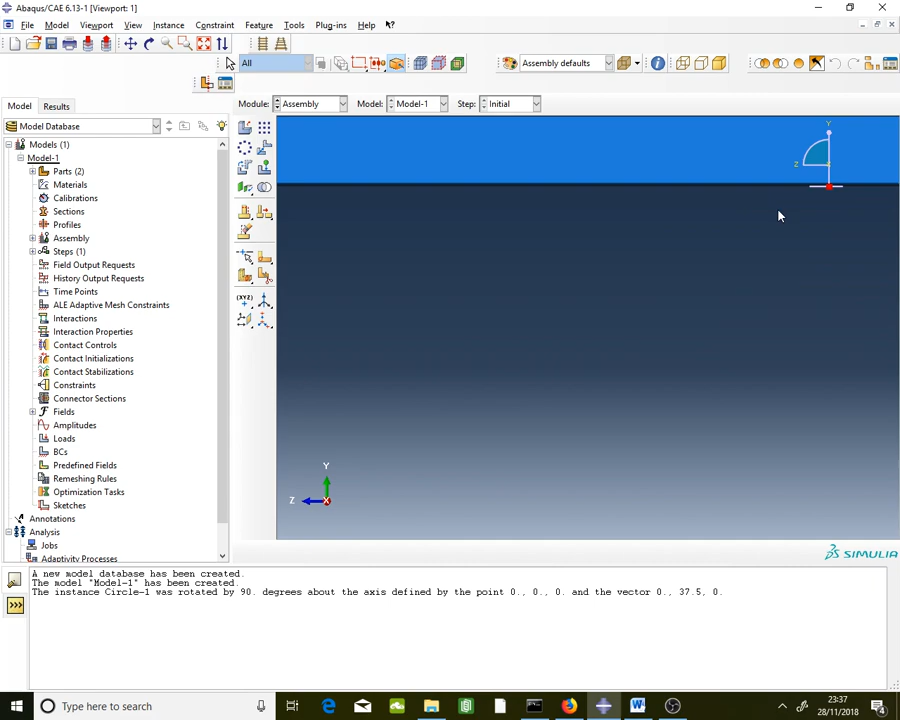 Abaqus/CAE 6.13-1 [Viewport: 1]
File Model Viewport View Instance Constraint Feature Tools Plug-ins Help
All Assembly defaults
Module: Assembly Model: Model-1 Step: Initial
Model Results
Model Database
Models (1)
Model-1
Parts (2)
Materials
Calibrations
Sections
Profiles
Assembly
Steps (1)
Field Output Requests
History Output Requests
Time Points
ALE Adaptive Mesh Constraints
Interactions
Interaction Properties
Contact Controls
Contact Initializations
Contact Stabilizations
Constraints
Connector Sections
Fields
Amplitudes
Loads
BCs
Predefined Fields
Remeshing Rules
Optimization Tasks
Sketches
Annotations
Analysis
Jobs
Adaptivity Processes
(XYZ)
Y
Z
Y
Z
X
SIMULIA
A new model database has been created.
The model "Model-1" has been created.
The instance Circle-1 was rotated by 90. degrees about the axis defined by the point 0., 0., 0. and the vector 0., 37.5, 0.
>>>
Type here to search
23:37
28/11/2018
4